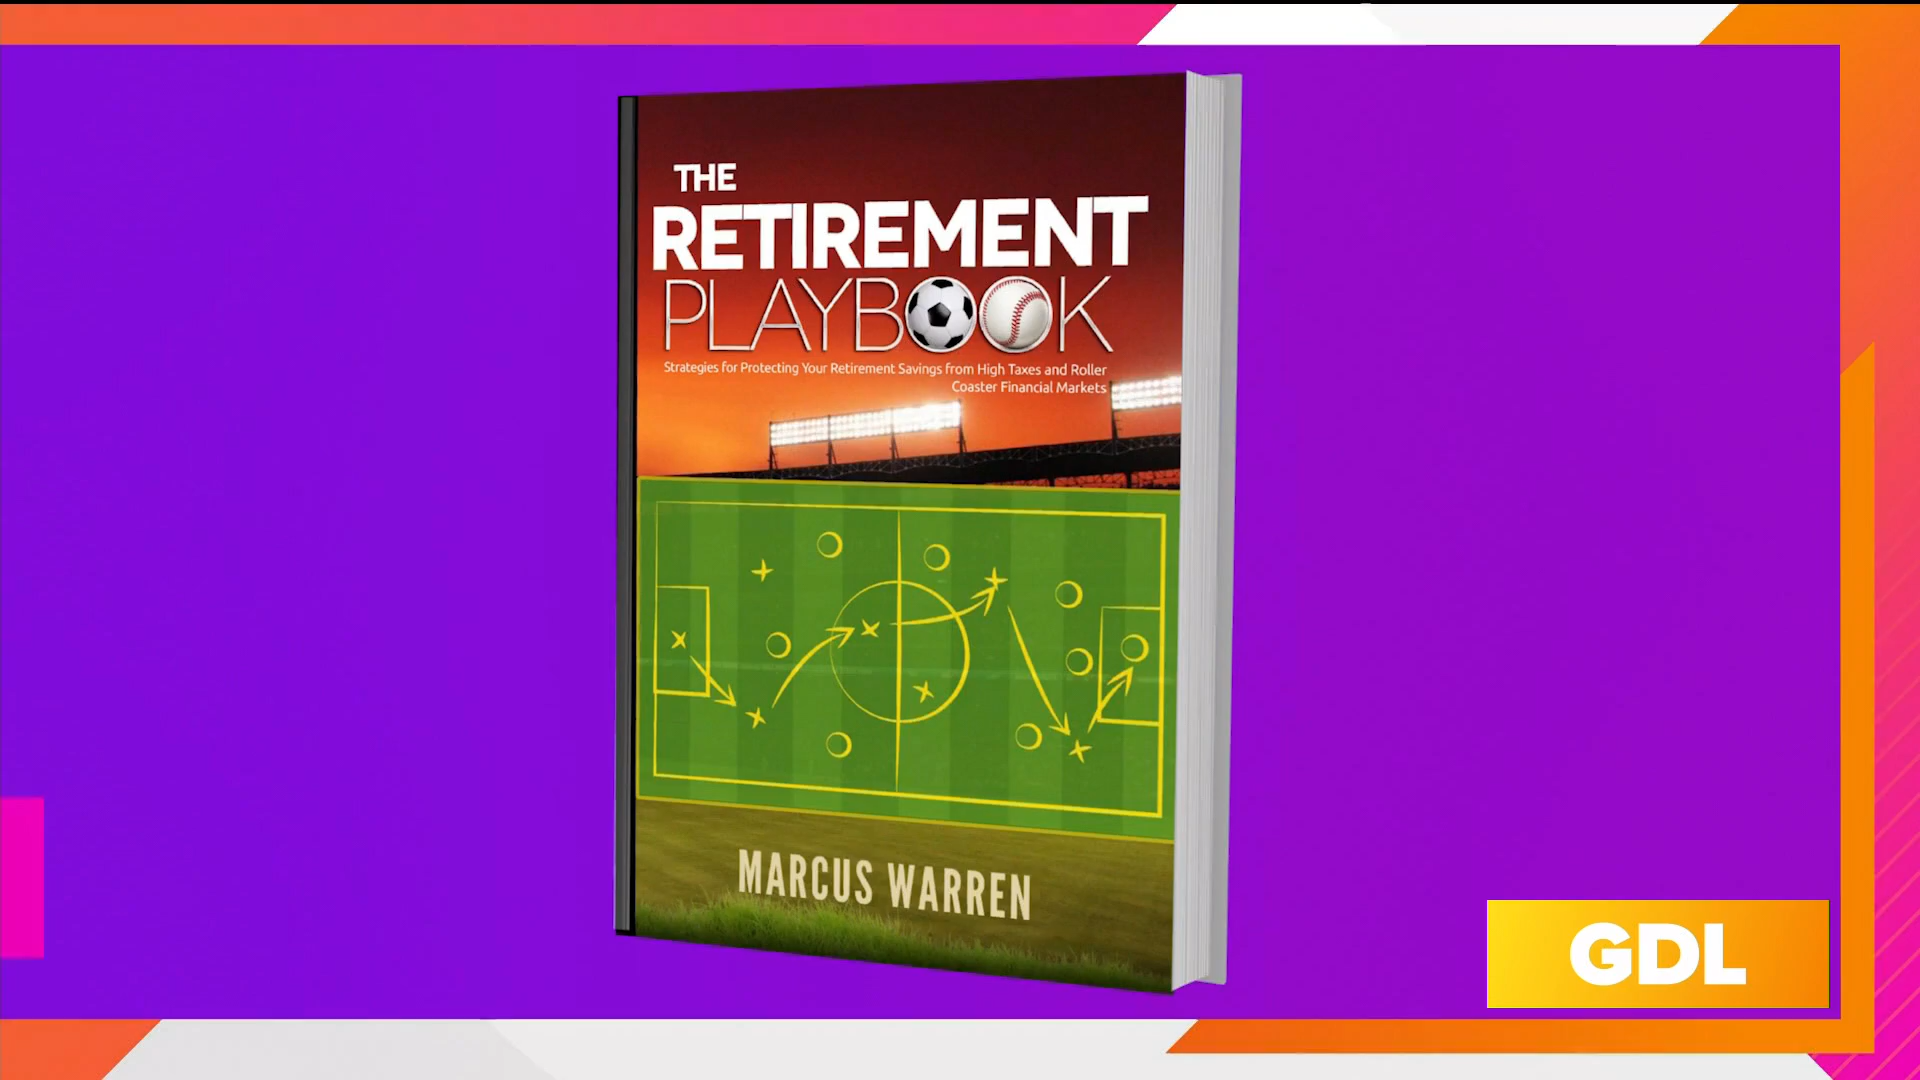 THE
RETIREMENT
PLAYBOOK
Strategies for Protecting Your Retirement Savings from High Taxes and Roller
Coaster Financial Markets
MARCUS WARREN
GDL